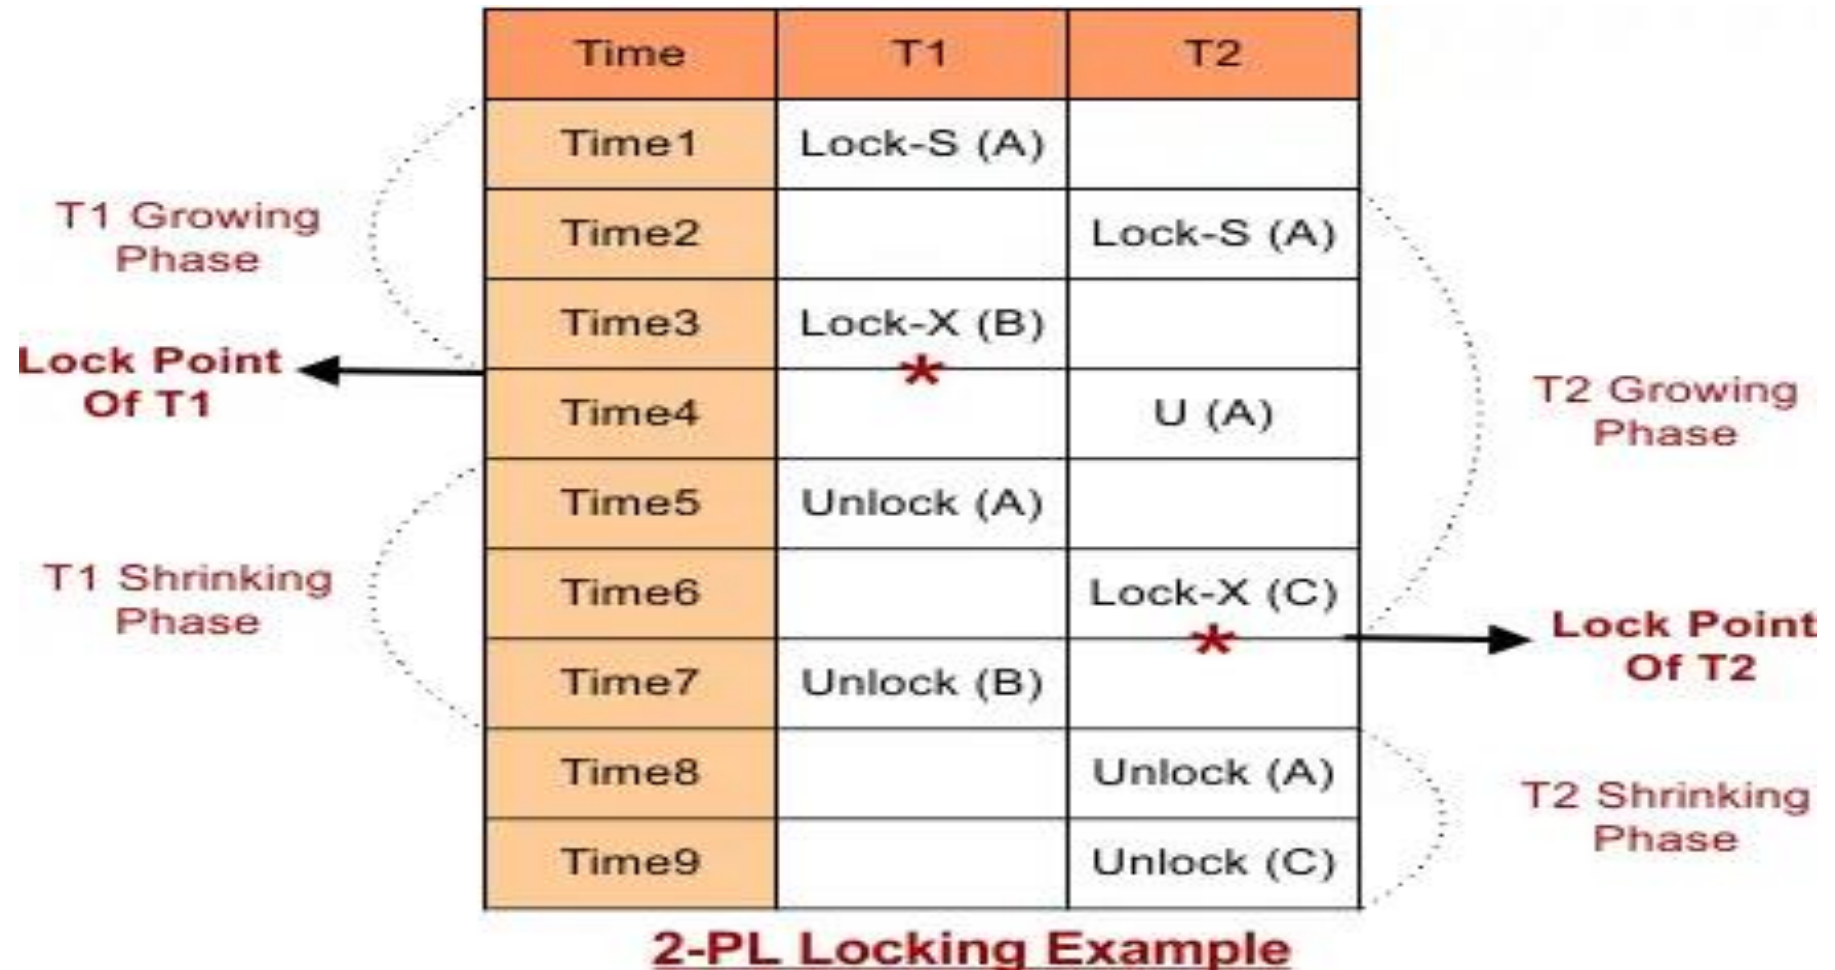 Time T1 T2
Time1 Lock-S (A)
T1 Growing
Phase
Time2 Lock-S (A)
Time3 Lock-X (B)
*
Lock Point
Of T1
Time4 U (A)
T2 Growing
Phase
Time5 Unlock (A)
T1 Shrinking
Phase
Time6 Lock-X (C)
*
Lock Point
Of T2
Time7 Unlock (B)
Time8 Unlock (A)
T2 Shrinking
Phase
Time9 Unlock (C)
2-PL Locking Example